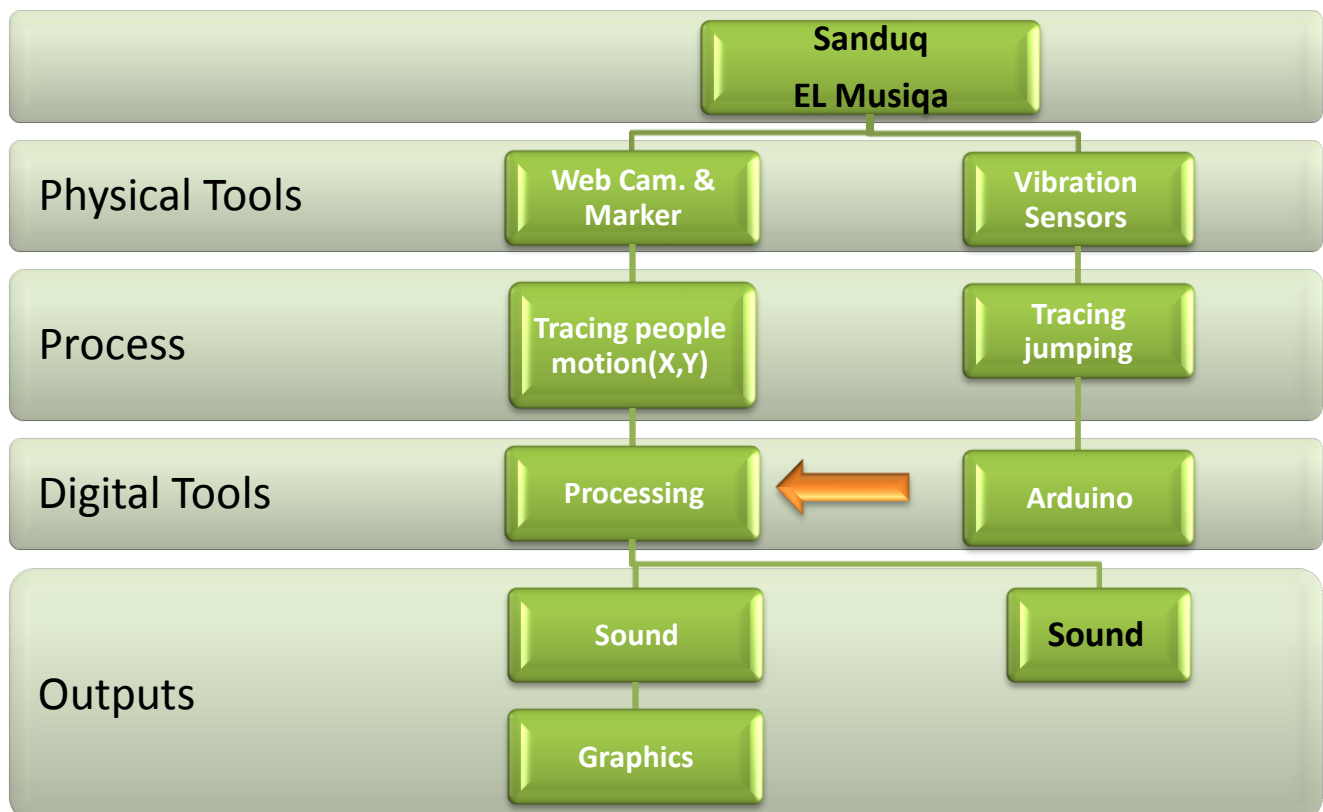 Sanduq
EL Musiqa
Physical Tools
Web Cam. &
Marker
Vibration
Sensors
Process
Tracing people
motion(X,Y)
Tracing
jumping
Digital Tools
Processing
Arduino
Outputs
Sound
Sound
Graphics